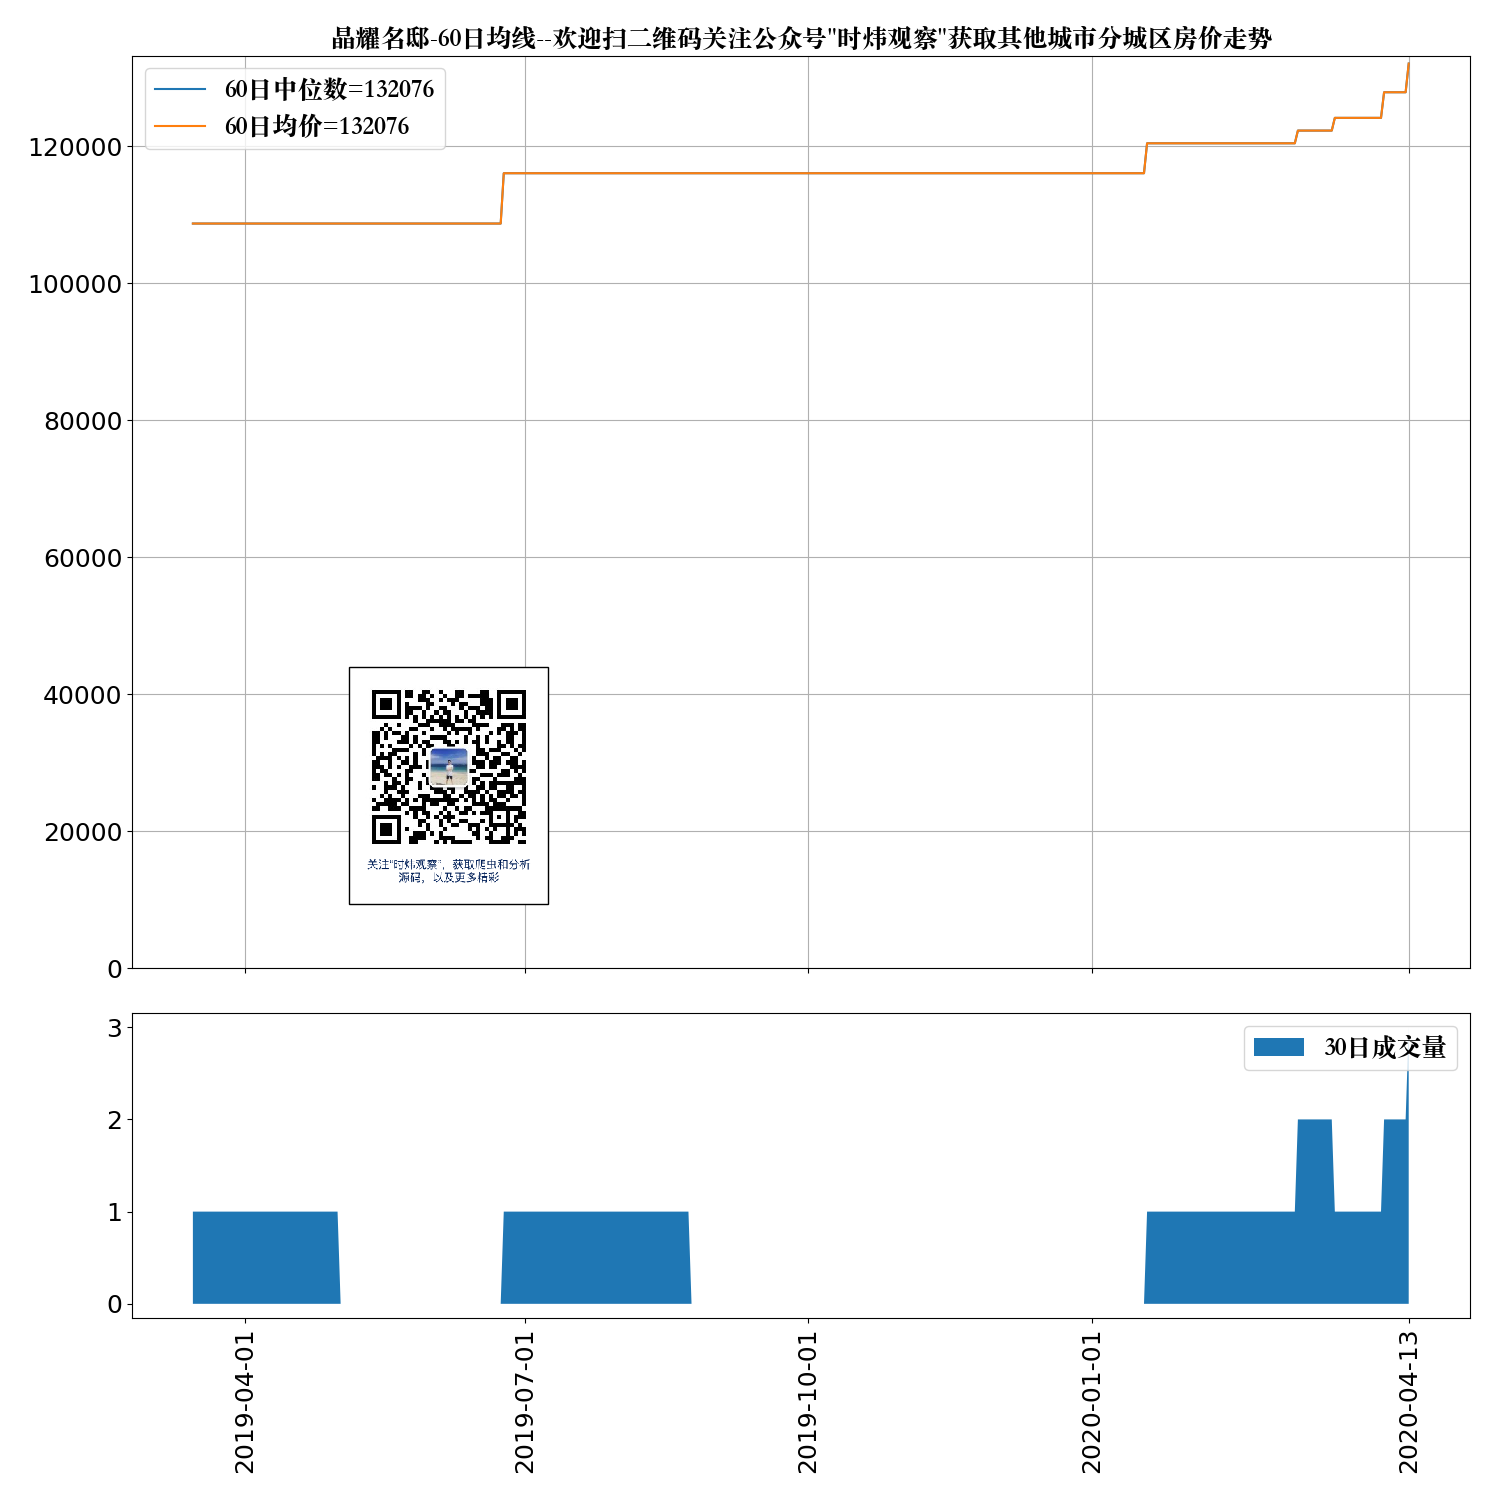 晶耀名邸-60日均线--欢迎扫二维码关注公众号"时炜观察"获取其他城市分城区房价走势
60日中位数=132076
60日均价=132076
120000
100000
80000
60000
40000
20000
0
关注"时炜观察"，获取爬虫和分析
源码，以及更多精彩
30日成交量
3
2
1
0
2019-04-01
2019-07-01
2019-10-01
2020-01-01
2020-04-13